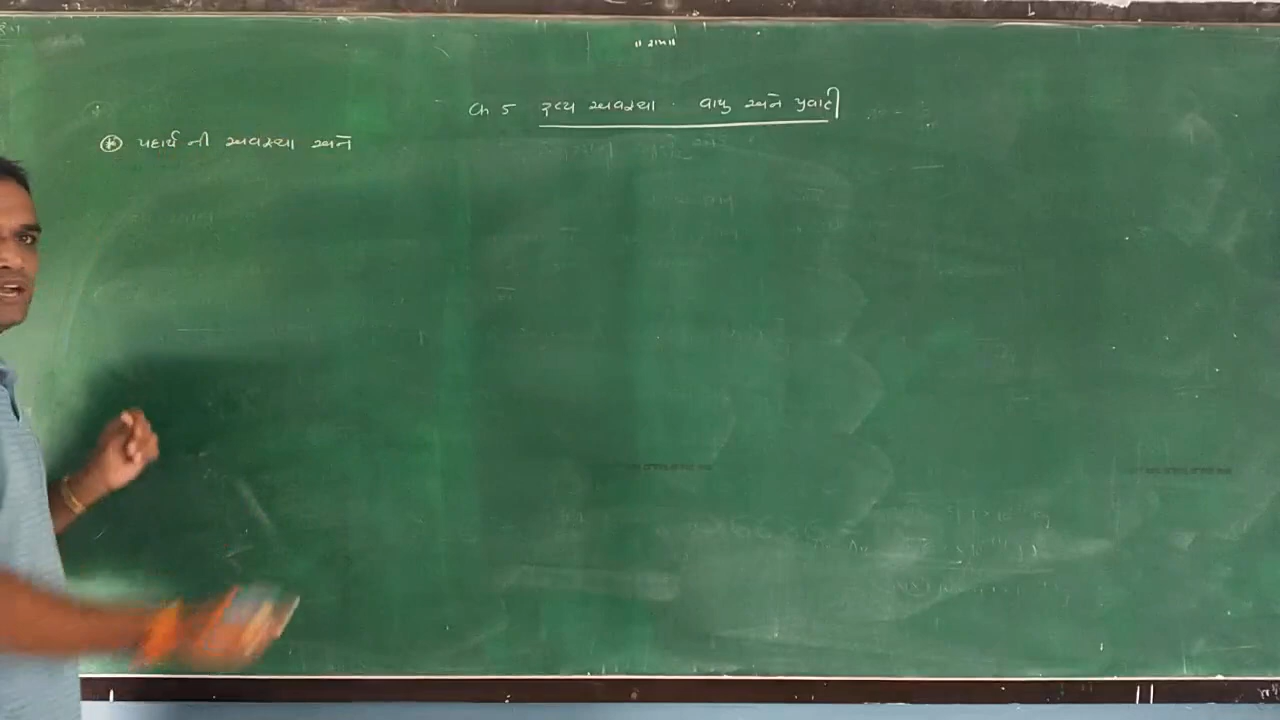 ॥ રામ ॥
Ch 5 દ્રવ્ય અવસ્થા : વાયુ અને પ્રવાહી
* પદાર્થ ની અવસ્થા અને